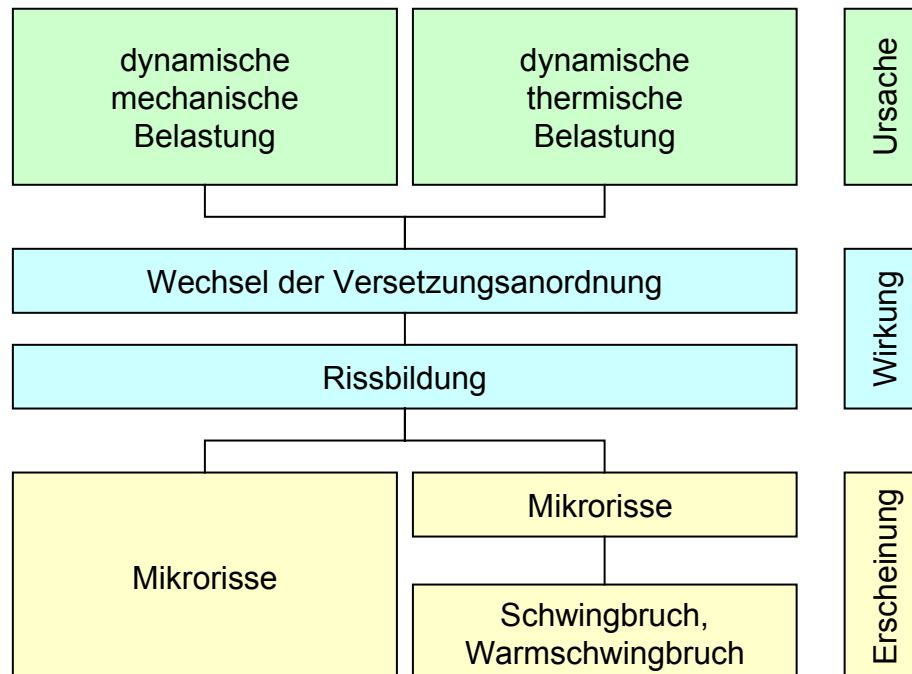 dynamische
mechanische
Belastung
dynamische
thermische
Belastung
Ursache
Wechsel der Versetzungsanordnung
Rissbildung
Wirkung
Mikrorisse
Mikrorisse
Schwingbruch,
Warmschwingbruch
Erscheinung